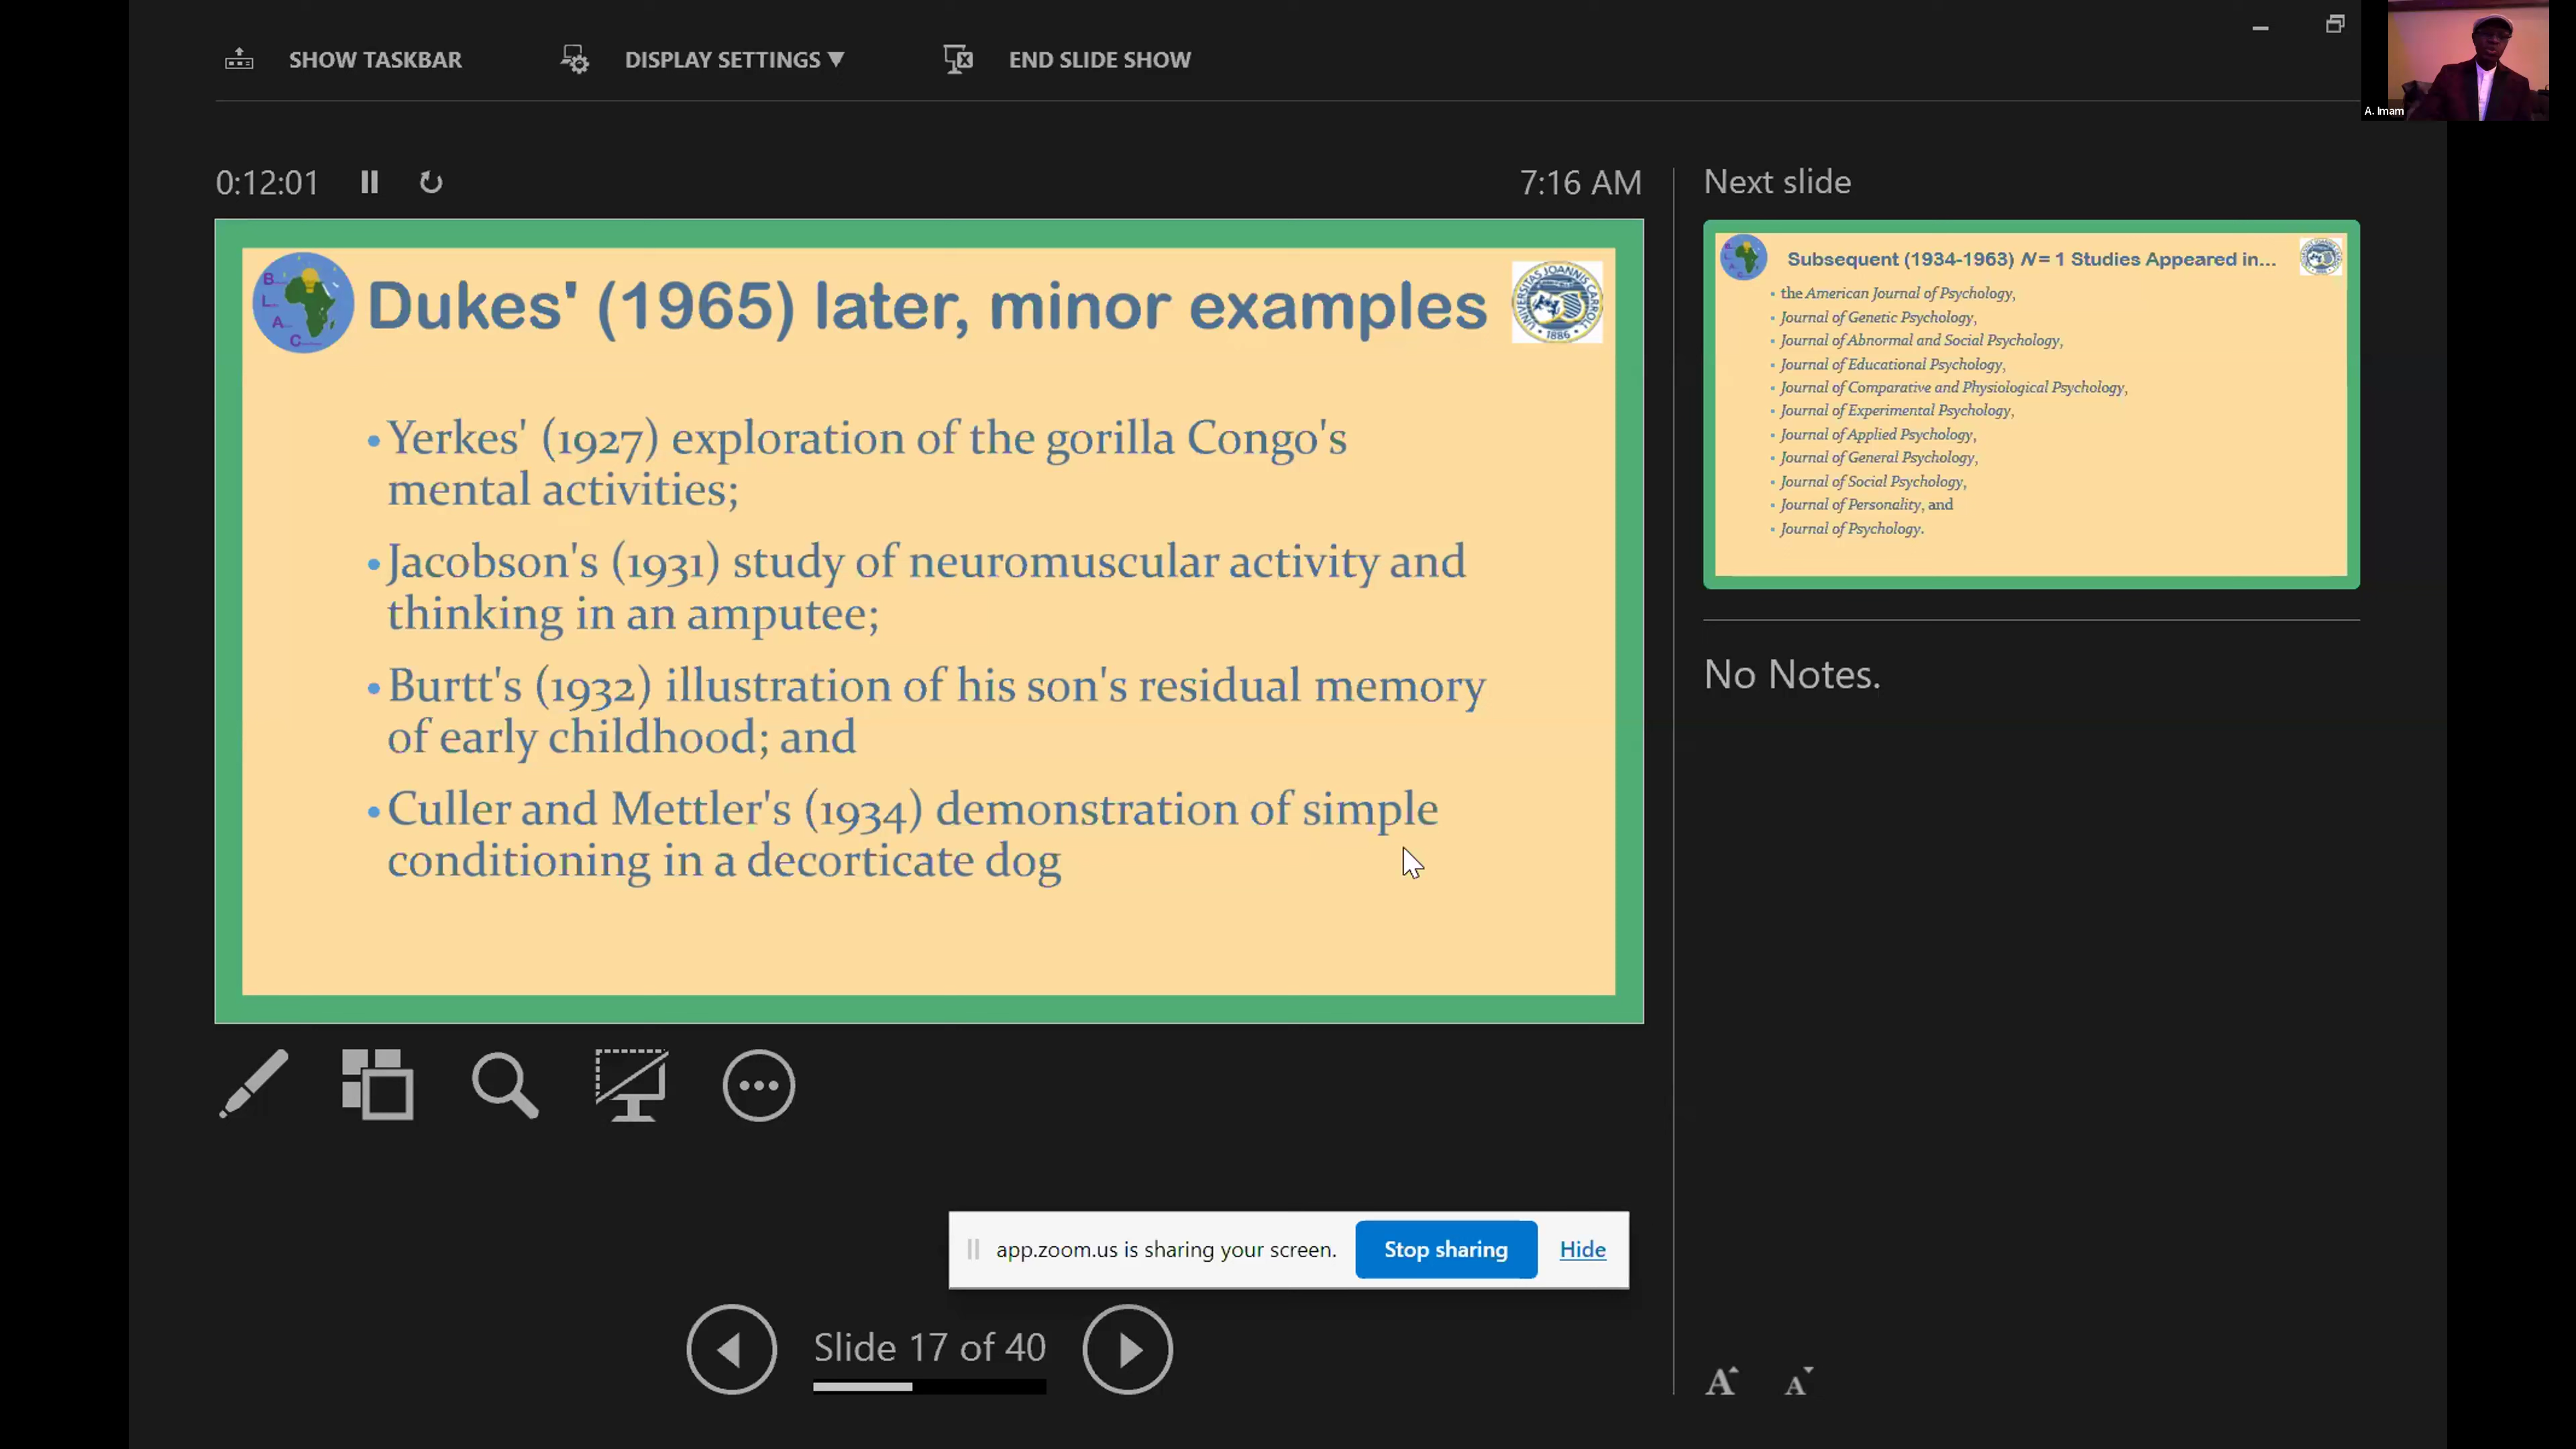 SHOW TASKBAR
DISPLAY SETTINGS ▼
END SLIDE SHOW
A. Imam
0:12:01
7:16 AM
Next slide
B
L
A
C
Dukes' (1965) later, minor examples
UNIVERSITAS JOANNIS CARROLL
1886
• Yerkes' (1927) exploration of the gorilla Congo's
mental activities;
• Jacobson's (1931) study of neuromuscular activity and
thinking in an amputee;
• Burtt's (1932) illustration of his son's residual memory
of early childhood; and
• Culler and Mettler's (1934) demonstration of simple
conditioning in a decorticate dog
Subsequent (1934-1963) N = 1 Studies Appeared in...
• the American Journal of Psychology,
• Journal of Genetic Psychology,
• Journal of Abnormal and Social Psychology,
• Journal of Educational Psychology,
• Journal of Comparative and Physiological Psychology,
• Journal of Experimental Psychology,
• Journal of Applied Psychology,
• Journal of General Psychology,
• Journal of Social Psychology,
• Journal of Personality, and
• Journal of Psychology.
No Notes.
app.zoom.us is sharing your screen.
Stop sharing
Hide
Slide 17 of 40
A
A